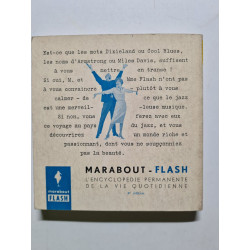 Est-ce que les mots Dixieland ou Cool Blues,
les noms d'Armstrong ou Miles Davis, suffisent
à vous mettre en transe ?
Si oui, M. et Mme Flash n'ont pas
à vous convaincre plutôt à vous
calmer - de ce que le jazz
est une merveil- leuse musique.
Si non, vous ferez avec eux un
voyage au pays du jazz, et vous
découvrirez un monde riche et
passionnant, dont vous ne soupçonniez
pas la beauté.
MARABOUT - FLASH
L'ENCYCLOPÉDIE PERMANENTE
DE LA VIE QUOTIDIENNE
marabout
FLASH